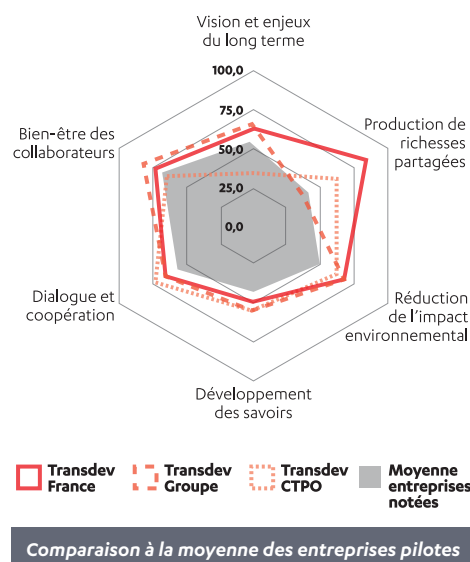 Vision et enjeux
du long terme
100,0
75,0
50,0
25,0
0,0
Production de
richesses
partagées
Bien-être des
collaborateurs
Dialogue et
coopération
Réduction
de l'impact
environnemental
Développement
des savoirs
Transdev
France
Transdev
Groupe
Transdev
CTPO
Moyenne
entreprises
notées
Comparaison à la moyenne des entreprises pilotes